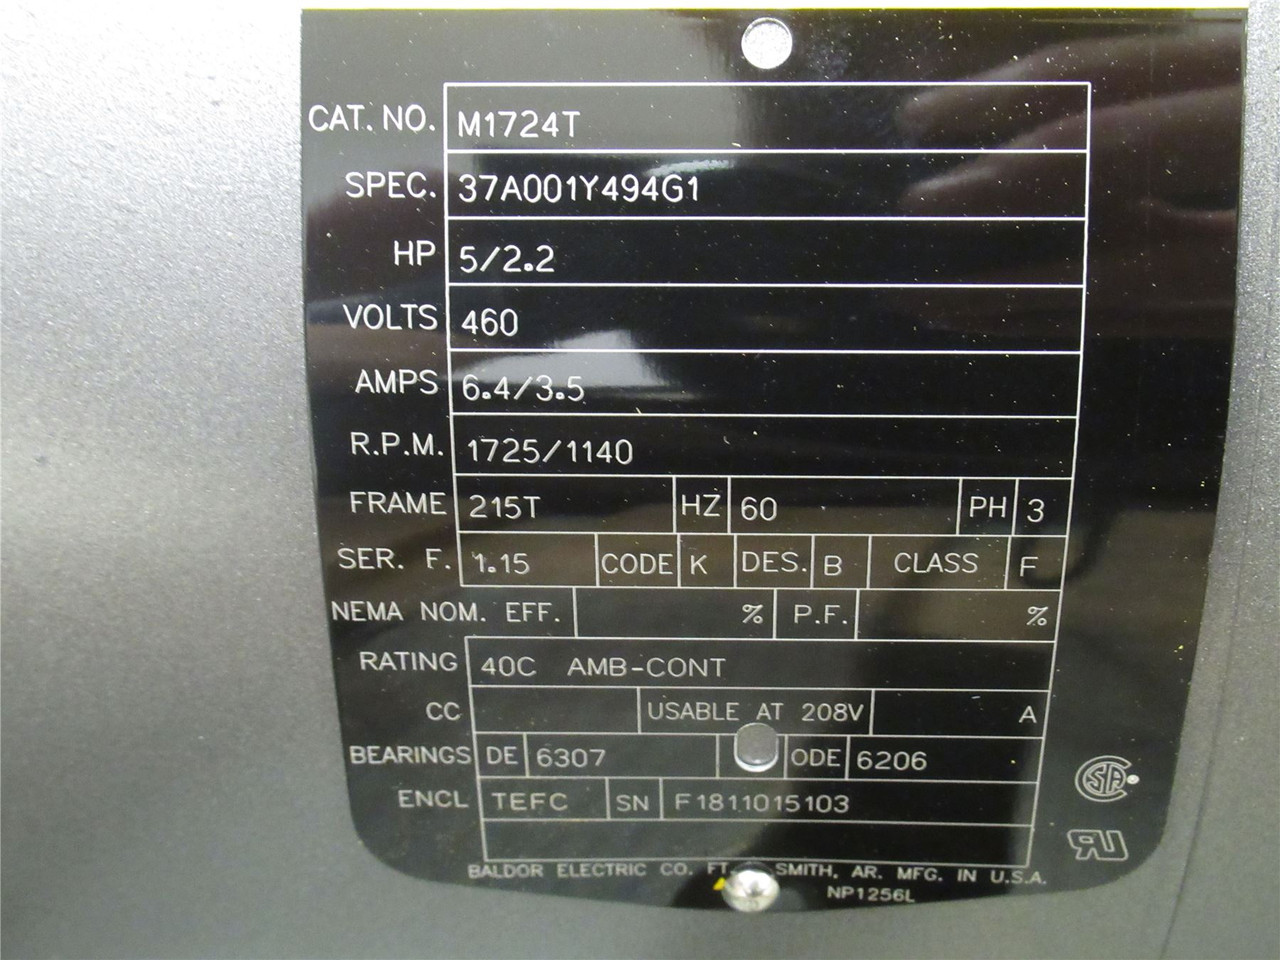 CAT. NO. M1724T
SPEC. 37A001Y494G1
HP 5/2.2
VOLTS 460
AMPS 6.4/3.5
R.P.M. 1725/1140
FRAME 215T HZ 60 PH 3
SER. F. 1.15 CODE K DES. B CLASS F
NEMA NOM. EFF. % P.F. %
RATING 40C AMB-CONT
CC USABLE AT 208V A
BEARINGS DE 6307 ODE 6206
ENCL TEFC SN F1811015103
SA
RU
BALDOR ELECTRIC CO. FT. SMITH, AR. MFG. IN U.S.A.
NP1256L